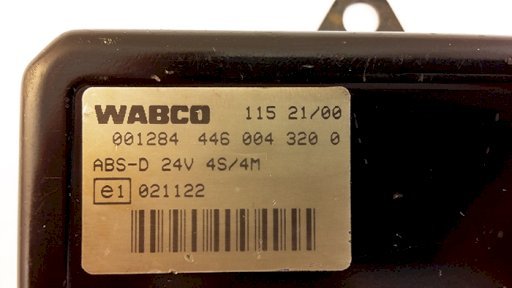 WABCO 115 21/00
001284 446 004 320 0
ABS-D 24V 4S/4M
e1 021122